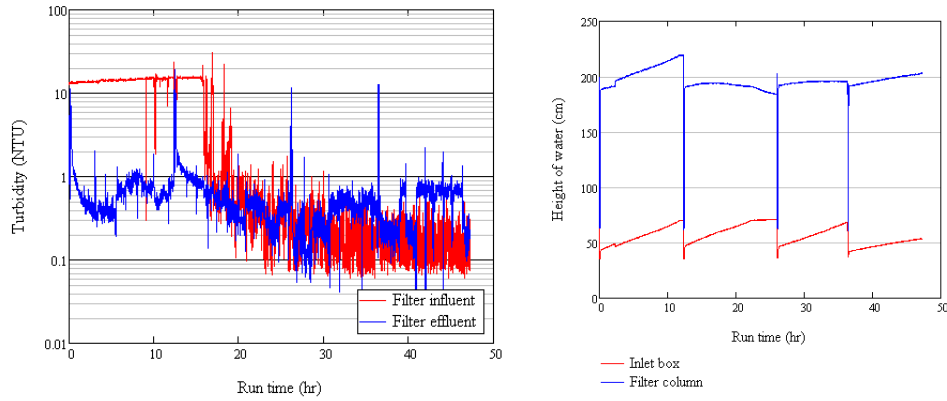 100
10
1
0.1
0.01
Turbidity (NTU)
0 10 20 30 40 50
Run time (hr)
Filter influent
Filter effluent
250
200
150
100
50
0
Height of water (cm)
0 10 20 30 40 50
Run time (hr)
Inlet box
Filter column